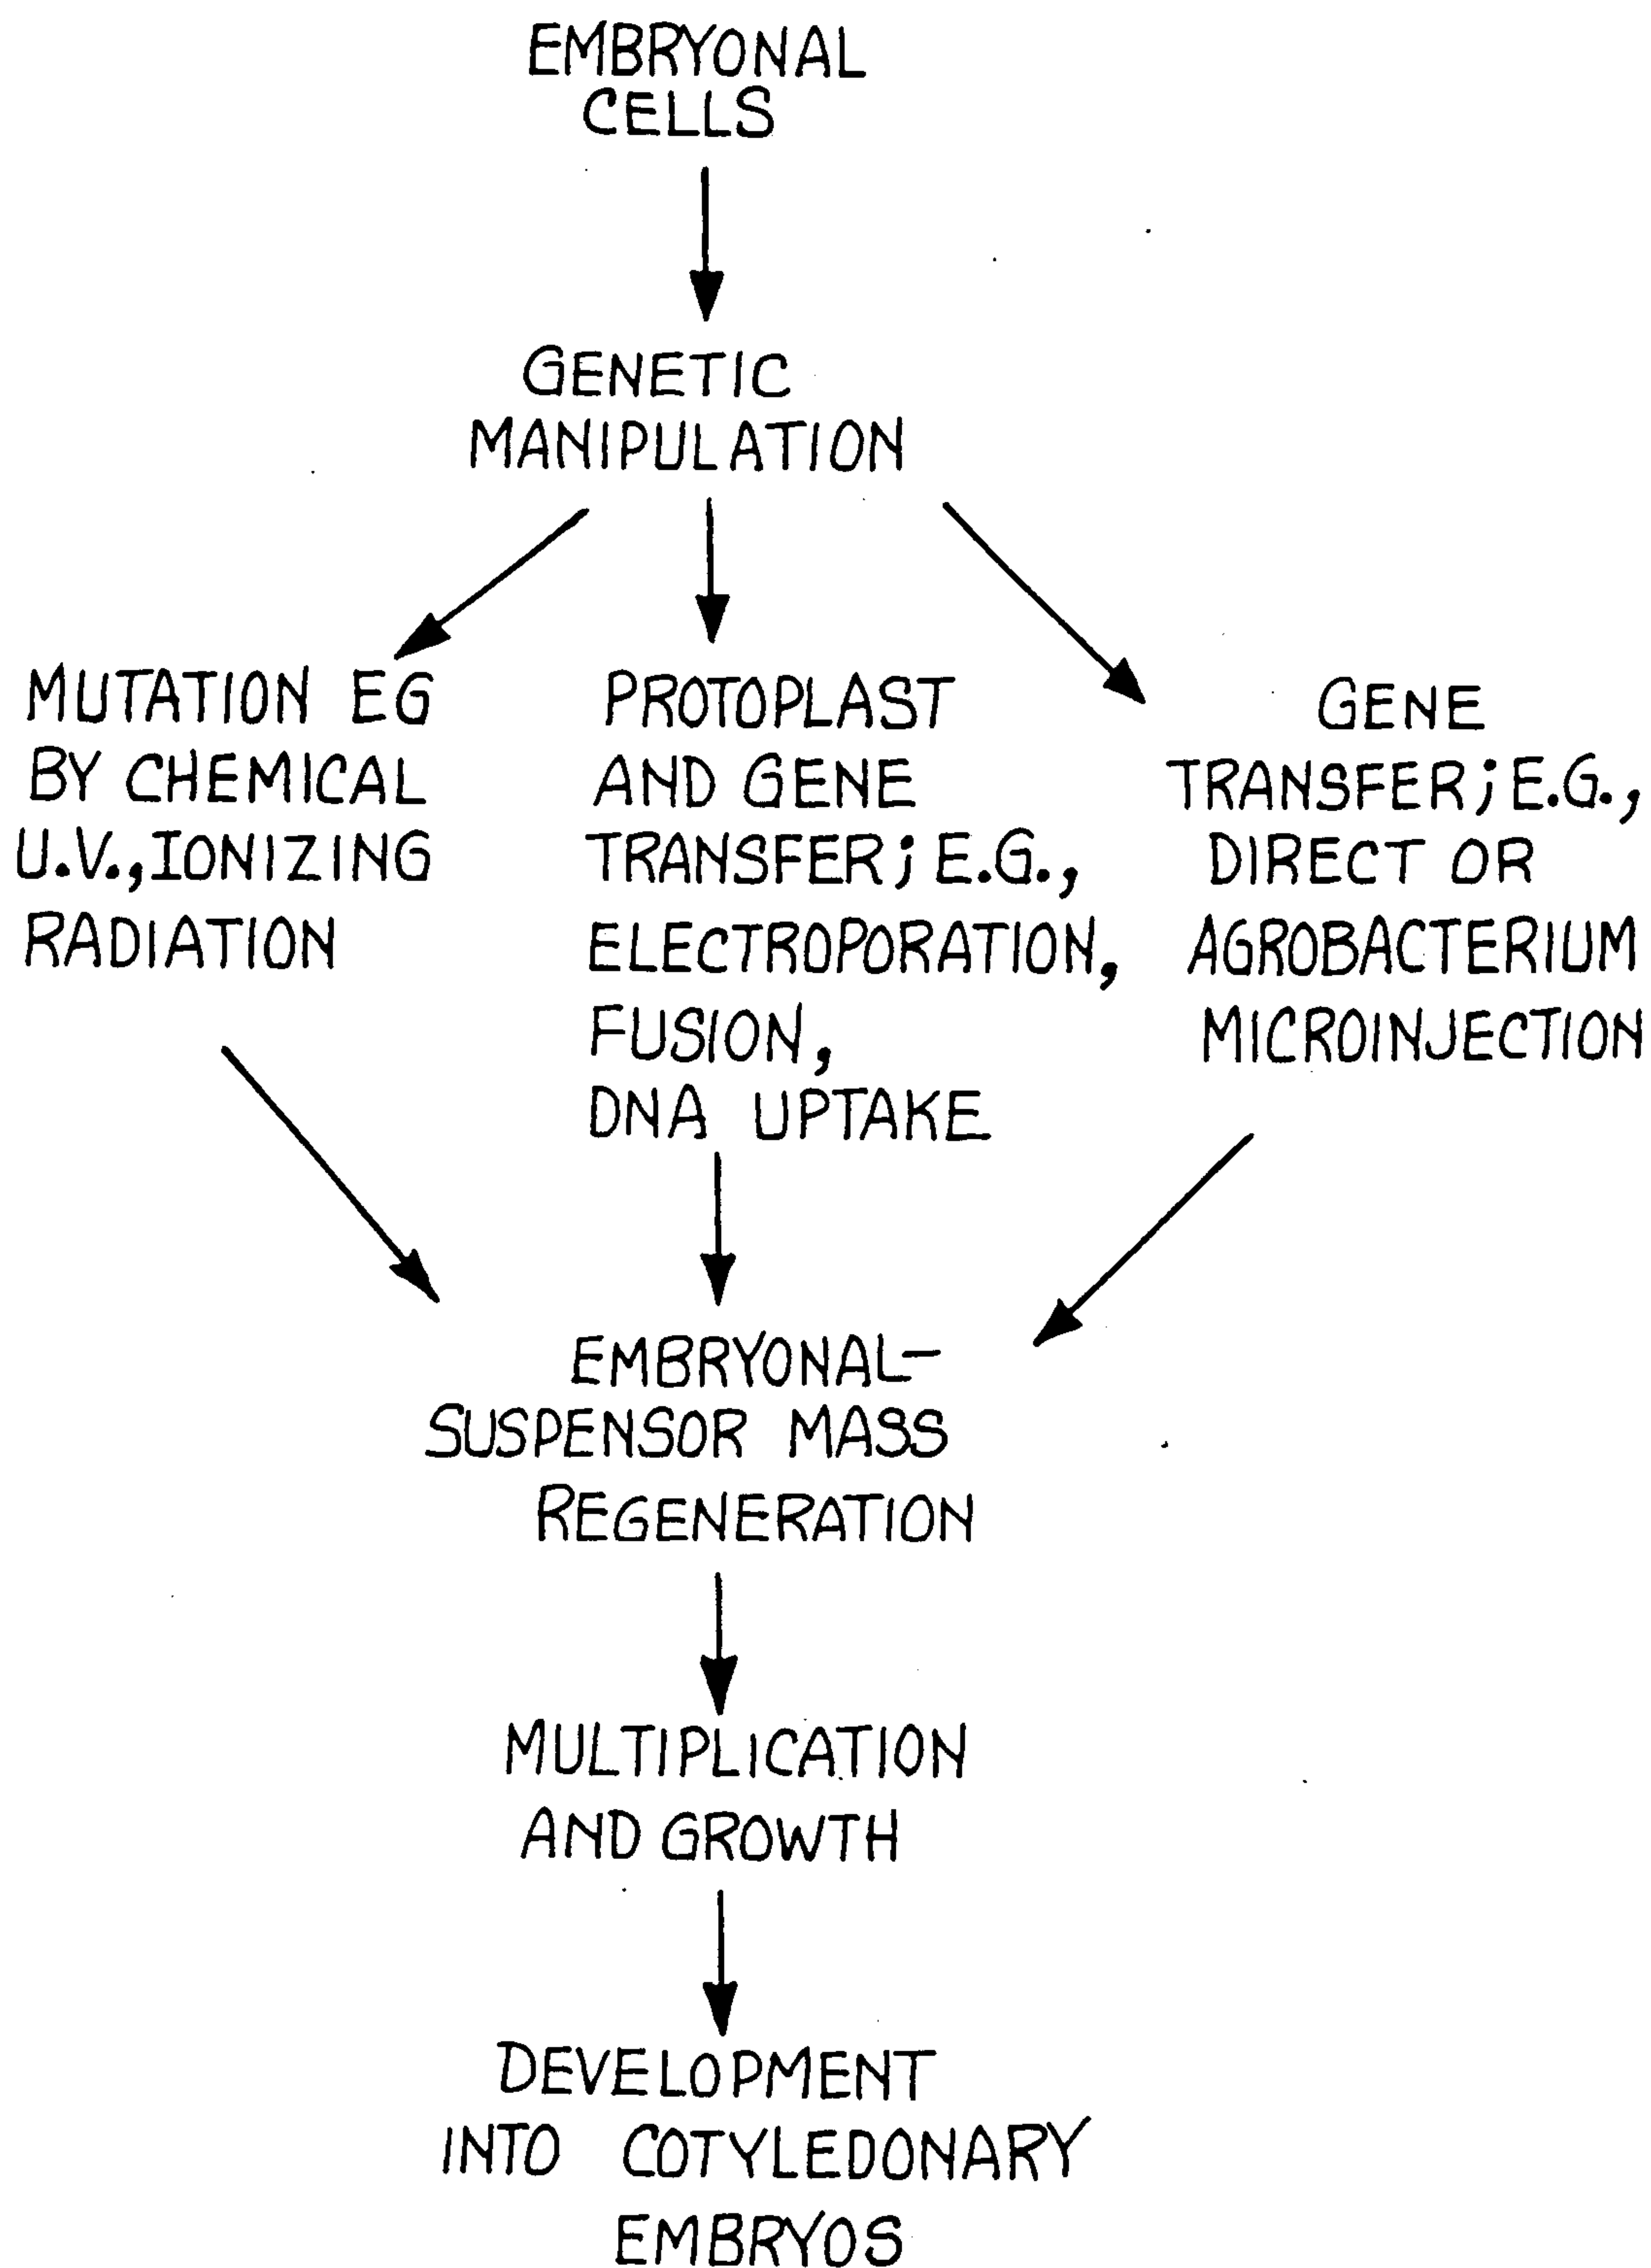 EMBRYONAL
CELLS
GENETIC
MANIPULATION
MUTATION EG
BY CHEMICAL
U.V., IONIZING
RADIATION
PROTOPLAST
AND GENE
TRANSFER; E.G.,
ELECTROPORATION,
FUSION,
DNA UPTAKE
GENE
TRANSFER; E.G.,
DIRECT OR
AGROBACTERIUM
MICROINJECTION
EMBRYONAL-
SUSPENSOR MASS
REGENERATION
MULTIPLICATION
AND GROWTH
DEVELOPMENT
INTO COTYLEDONARY
EMBRYOS